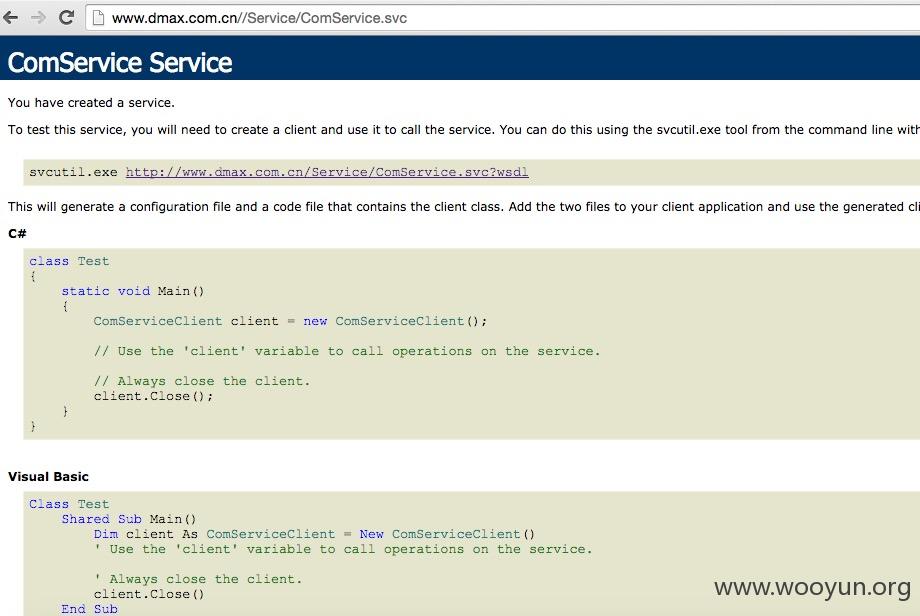 www.dmax.com.cn//Service/ComService.svc
ComService Service
You have created a service.
To test this service, you will need to create a client and use it to call the service. You can do this using the svcutil.exe tool from the command line with
svcutil.exe http://www.dmax.com.cn/Service/ComService.svc?wsdl
This will generate a configuration file and a code file that contains the client class. Add the two files to your client application and use the generated cli
C#
class Test
{
    static void Main()
    {
        ComServiceClient client = new ComServiceClient();
        // Use the 'client' variable to call operations on the service.
        // Always close the client.
        client.Close();
    }
}
Visual Basic
Class Test
    Shared Sub Main()
        Dim client As ComServiceClient = New ComServiceClient()
        ' Use the 'client' variable to call operations on the service.
        ' Always close the client.
        client.Close()
    End Sub
www.wooyun.org